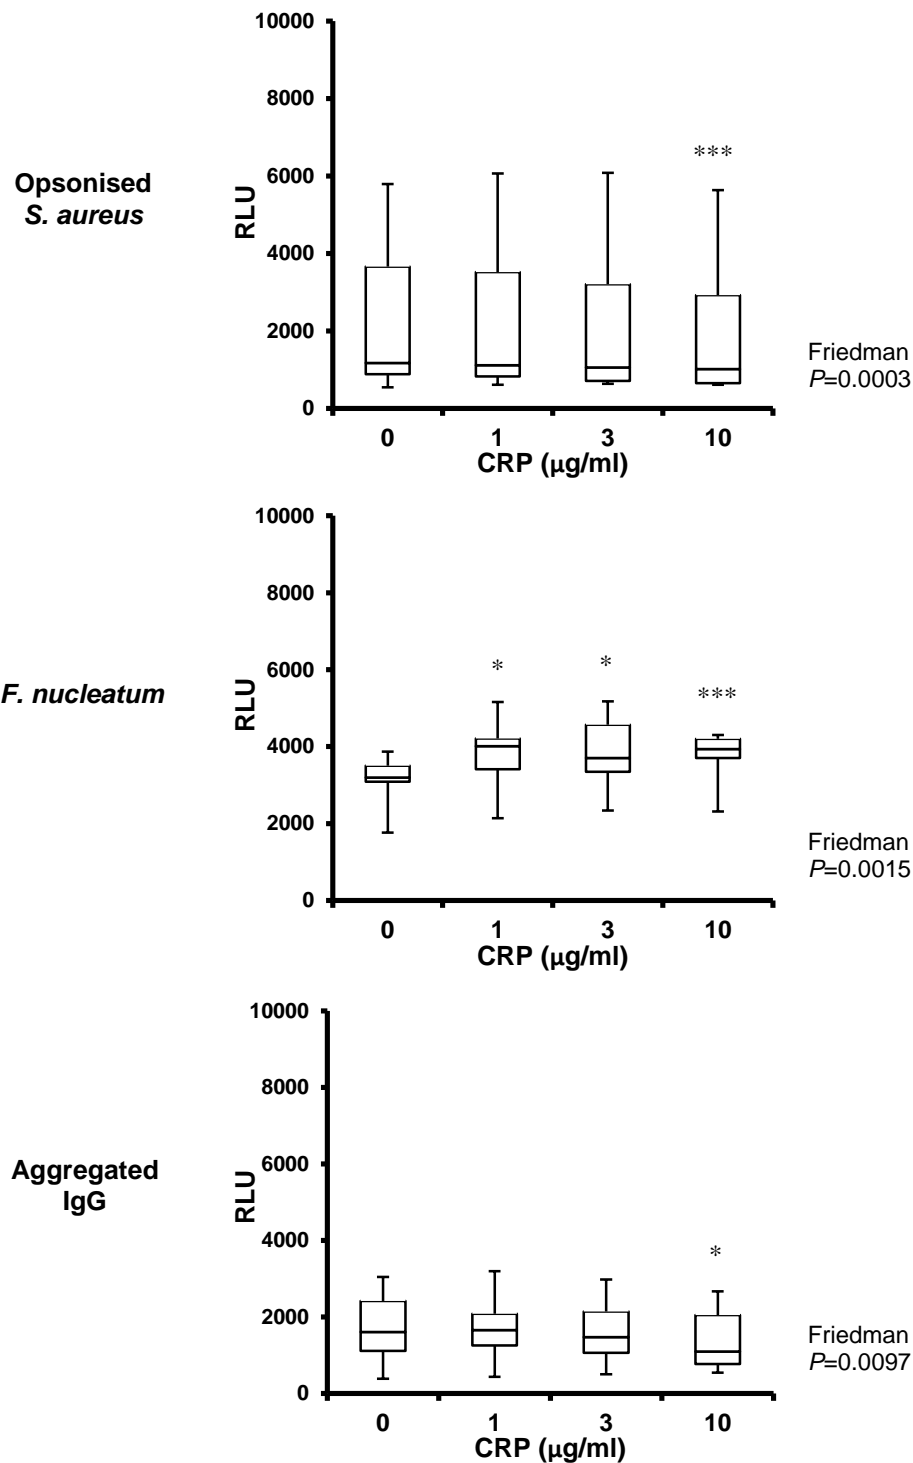 10000
8000
6000
4000
2000
0
RLU
Opsonised
S. aureus
***
0 1 3 10
CRP (µg/ml)
Friedman
P=0.0003
10000
8000
6000
4000
2000
0
RLU
F. nucleatum
* * ***
0 1 3 10
CRP (µg/ml)
Friedman
P=0.0015
10000
8000
6000
4000
2000
0
RLU
Aggregated
IgG
*
0 1 3 10
CRP (µg/ml)
Friedman
P=0.0097